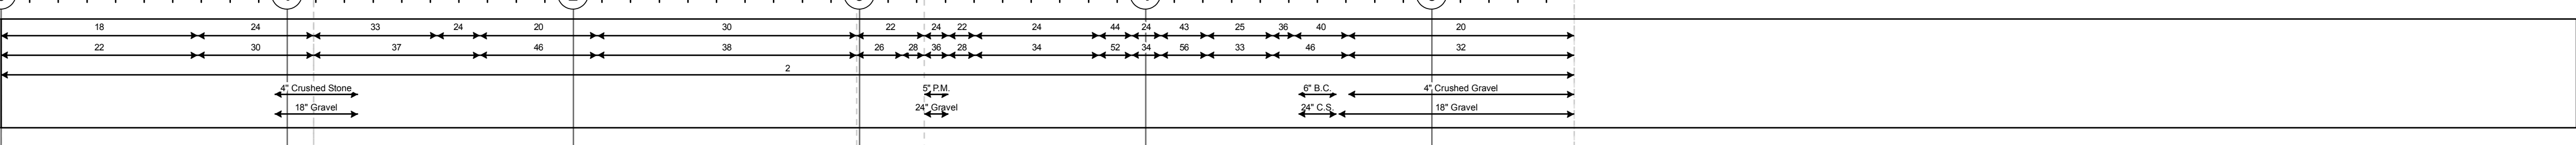 18 24 33 24 20 30 22 24 22 24 44 24 43 25 36 40 20
22 30 37 46 38 26 28 36 28 34 52 34 56 33 46 32
2
4" Crushed Stone 5" P.M. 6" B.C. 4" Crushed Gravel
18" Gravel 24" Gravel 24" C.S. 18" Gravel